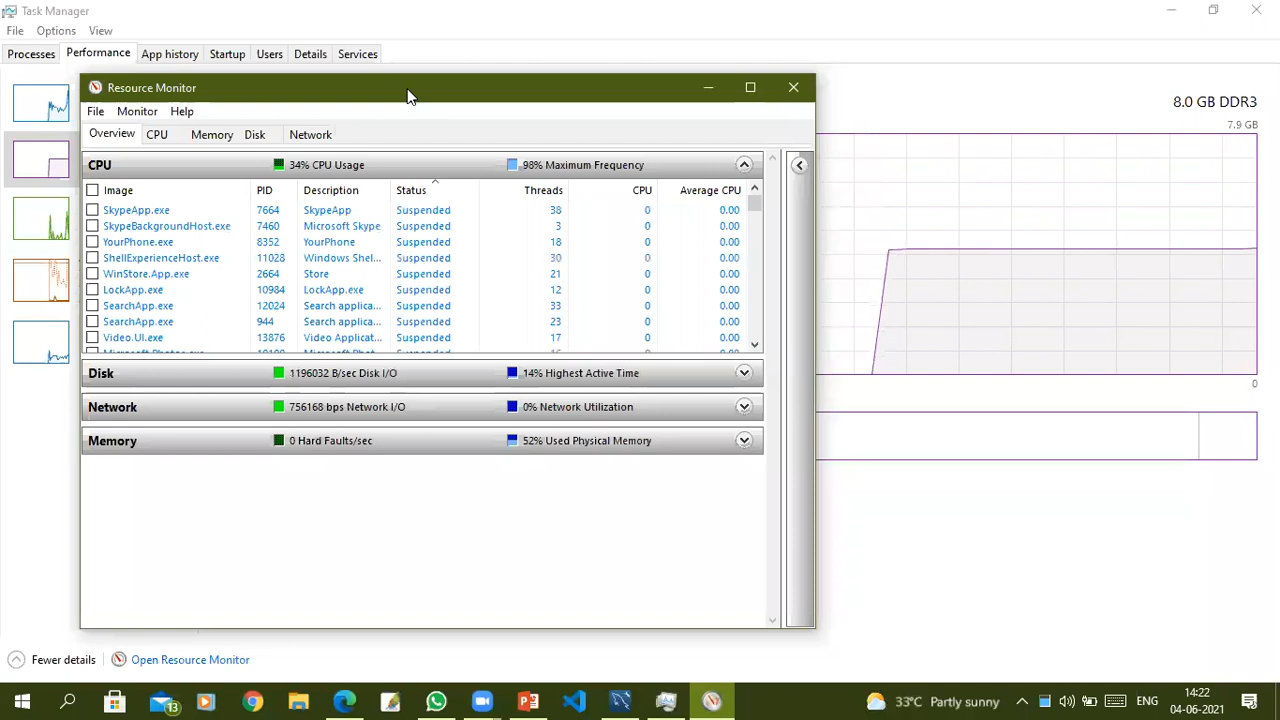 Task Manager
File Options View
Processes Performance App history Startup Users Details Services
Resource Monitor
8.0 GB DDR3
7.9 GB
File Monitor Help
Overview CPU Memory Disk Network
CPU 34% CPU Usage 98% Maximum Frequency
Image PID Description Status Threads CPU Average CPU
SkypeApp.exe 7664 SkypeApp Suspended 38 0 0.00
SkypeBackgroundHost.exe 7460 Microsoft Skype Suspended 3 0 0.00
YourPhone.exe 8352 YourPhone Suspended 18 0 0.00
ShellExperienceHost.exe 11028 Windows Shel... Suspended 30 0 0.00
WinStore.App.exe 2664 Store Suspended 21 0 0.00
LockApp.exe 10984 LockApp.exe Suspended 12 0 0.00
SearchApp.exe 12024 Search applica... Suspended 33 0 0.00
SearchApp.exe 944 Search applica... Suspended 23 0 0.00
Video.UI.exe 13876 Video Applicat... Suspended 17 0 0.00
Disk 1196032 B/sec Disk I/O 14% Highest Active Time
0
Network 756168 bps Network I/O 0% Network Utilization
Memory 0 Hard Faults/sec 52% Used Physical Memory
Fewer details Open Resource Monitor
13 33°C Partly sunny ENG 14:22
04-06-2021